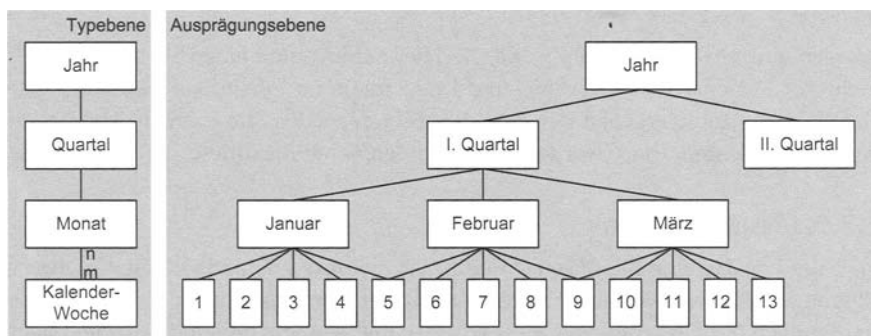 Typebene
Ausprägungsebene
Jahr
Jahr
Quartal
I. Quartal
II. Quartal
Monat
Januar
Februar
März
n
m
Kalender-
Woche
1
2
3
4
5
6
7
8
9
10
11
12
13